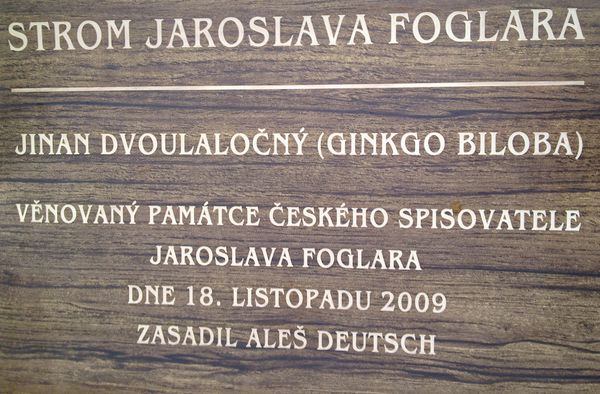 STROM JAROSLAVA FOGLARA
JINAN DVOULALOČNÝ (GINKGO BILOBA)
VĚNOVANÝ PAMÁTCE ČESKÉHO SPISOVATELE
JAROSLAVA FOGLARA
DNE 18. LISTOPADU 2009
ZASADIL ALEŠ DEUTSCH